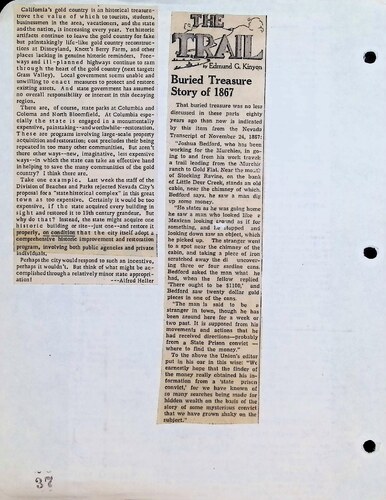 California's gold country is an historical treasure-
trove the value of which to tourists, students,
businessmen in the area, vacationers, and the state
and the nation, is increasing every year. Yet historic
artifacts continue to leave the gold country for fake
but painstakingly life-like gold country reconstruc-
tions at Disneyland, Knott's Berry Farm, and other
places lacking in genuine historic reminders. Free-
ways and ill-planned highways continue to ram
through the heart of the gold country (next target:
Grass Valley). Local government seems unable and
unwilling to enact measures to protect and restore
existing assets. And state government has assumed
no overall responsibility or interest in this decaying
region.
There are, of course, state parks at Columbia and
Coloma and North Bloomfield. At Columbia espe-
cially the state is engaged in a monumentally
expensive, painstaking--and worthwhile--restoration.
These are programs involving large-scale property
acquisition and restoration; cost precludes their being
repeated in too many other communities. But aren't
there other ways - - imaginative, less expensive
ways--in which the state can take an effective hand
in helping to save the many communities of the gold
country? I think there are.
Take one example. Last week the staff of the
Division of Beaches and Parks rejected Nevada City's
proposal for a "state historical complex" in this great
town as too expensive. Certainly it would be too
expensive, if the state acquired every building in
sight and restored it to 19th century grandeur. But
why do that? Instead, the state might acquire one
historic building or site--just one--and restore it
properly, on condition that the city itself adopt a
comprehensive historic improvement and restoration
program, involving both public agencies and private
individuals.
Perhaps the city would respond to such an incentive,
perhaps it wouldn't. But think of what might be ac-
complished through a relatively minor state appropri-
ation! ---Alfred Heller
THE
TRAIL
by Edmund G. Kinyon
Buried Treasure
Story of 1867
That buried treasure was no less
discussed in these parts eighty
years ago than now is indicated
by this item from the Nevada
Transcript of November 24, 1867:
"Joshua Bedford, who has been
working for the Murchies, in go-
ing to and from his work travels
a trail leading from the Murchie
ranch to Gold Flat. Near the mouth
of Stocking Ravine, on the bank
of Little Deer Creek, stands an old
cabin, near the chimney of which,
Bedford says, he saw a man dig
up some money.
"He states as he was going home
he saw a man who looked like a
Mexican looking around as if for
something, and he stopped and
looking down saw an object, which
he picked up. The stranger went
to a spot near the chimney of the
cabin, and taking a piece of iron
scratched away the dirt uncover-
ing three or four sardine cans.
Bedford asked the man what he
had, when the fellow replied
'There ought to be $1100,' and
Bedford saw twenty dollar gold
pieces in one of the cans.
"The man is said to be a
stranger in town, though he has
been around here for a week or
two past. It is supposed from his
movements and actions that he
had received directions--probably
from a State Prison convict --
where to find the money."
To the above the Union's editor
put in his oar in this wise: "We
earnestly hope that the finder of
the money really obtained his in-
formation from a 'state prison
convict,' for we have known of
so many searches being made for
hidden wealth on the basis of the
story of some mysterious convict
that we have grown shaky on the
subject."
37